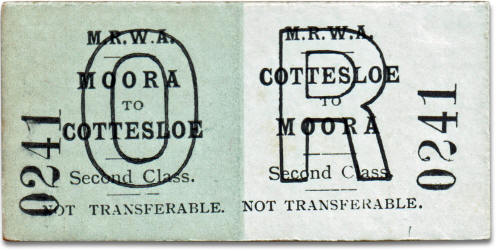 M.R.W.A.
MOORA
TO
COTTESLOE
Second Class.
NOT TRANSFERABLE.
0241
O
M.R.W.A.
COTTESLOE
TO
MOORA
Second Class.
NOT TRANSFERABLE.
0241
R